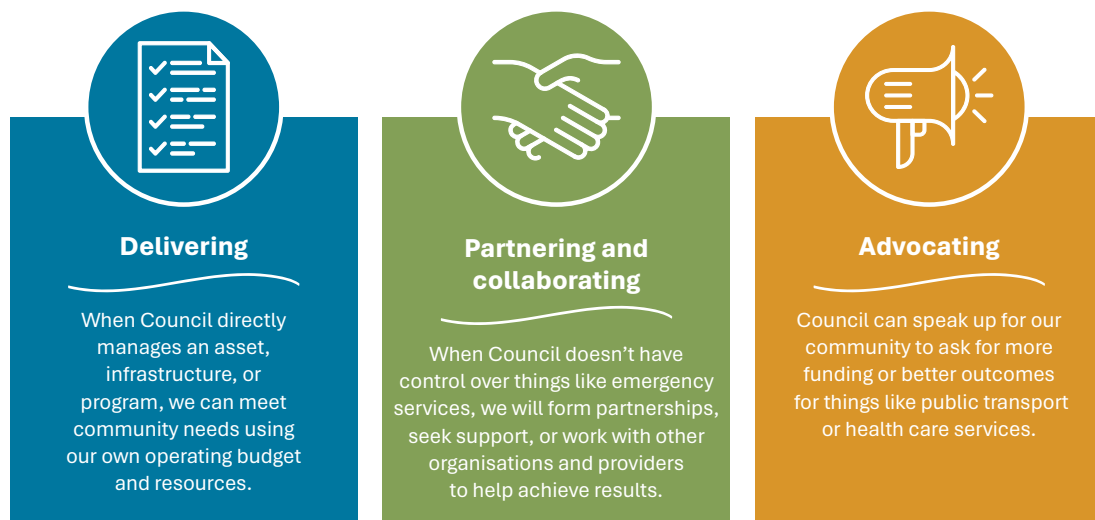 Delivering
When Council directly
manages an asset,
infrastructure, or
program, we can meet
community needs using
our own operating budget
and resources.
Partnering and
collaborating
When Council doesn’t have
control over things like emergency
services, we will form partnerships,
seek support, or work with other
organisations and providers
to help achieve results.
Advocating
Council can speak up for our
community to ask for more
funding or better outcomes
for things like public transport
or health care services.